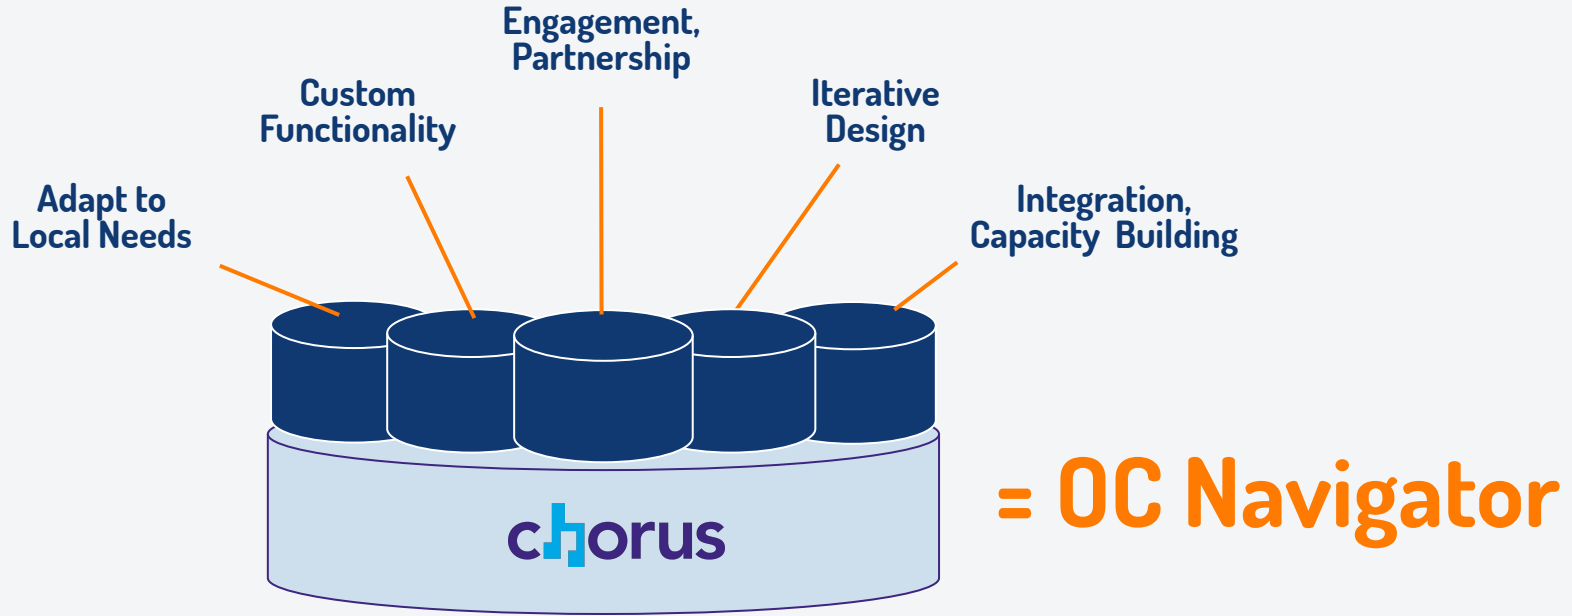 Engagement,
Partnership
Custom
Functionality
Iterative
Design
Adapt to
Local Needs
Integration,
Capacity Building
chorus
= OC Navigator